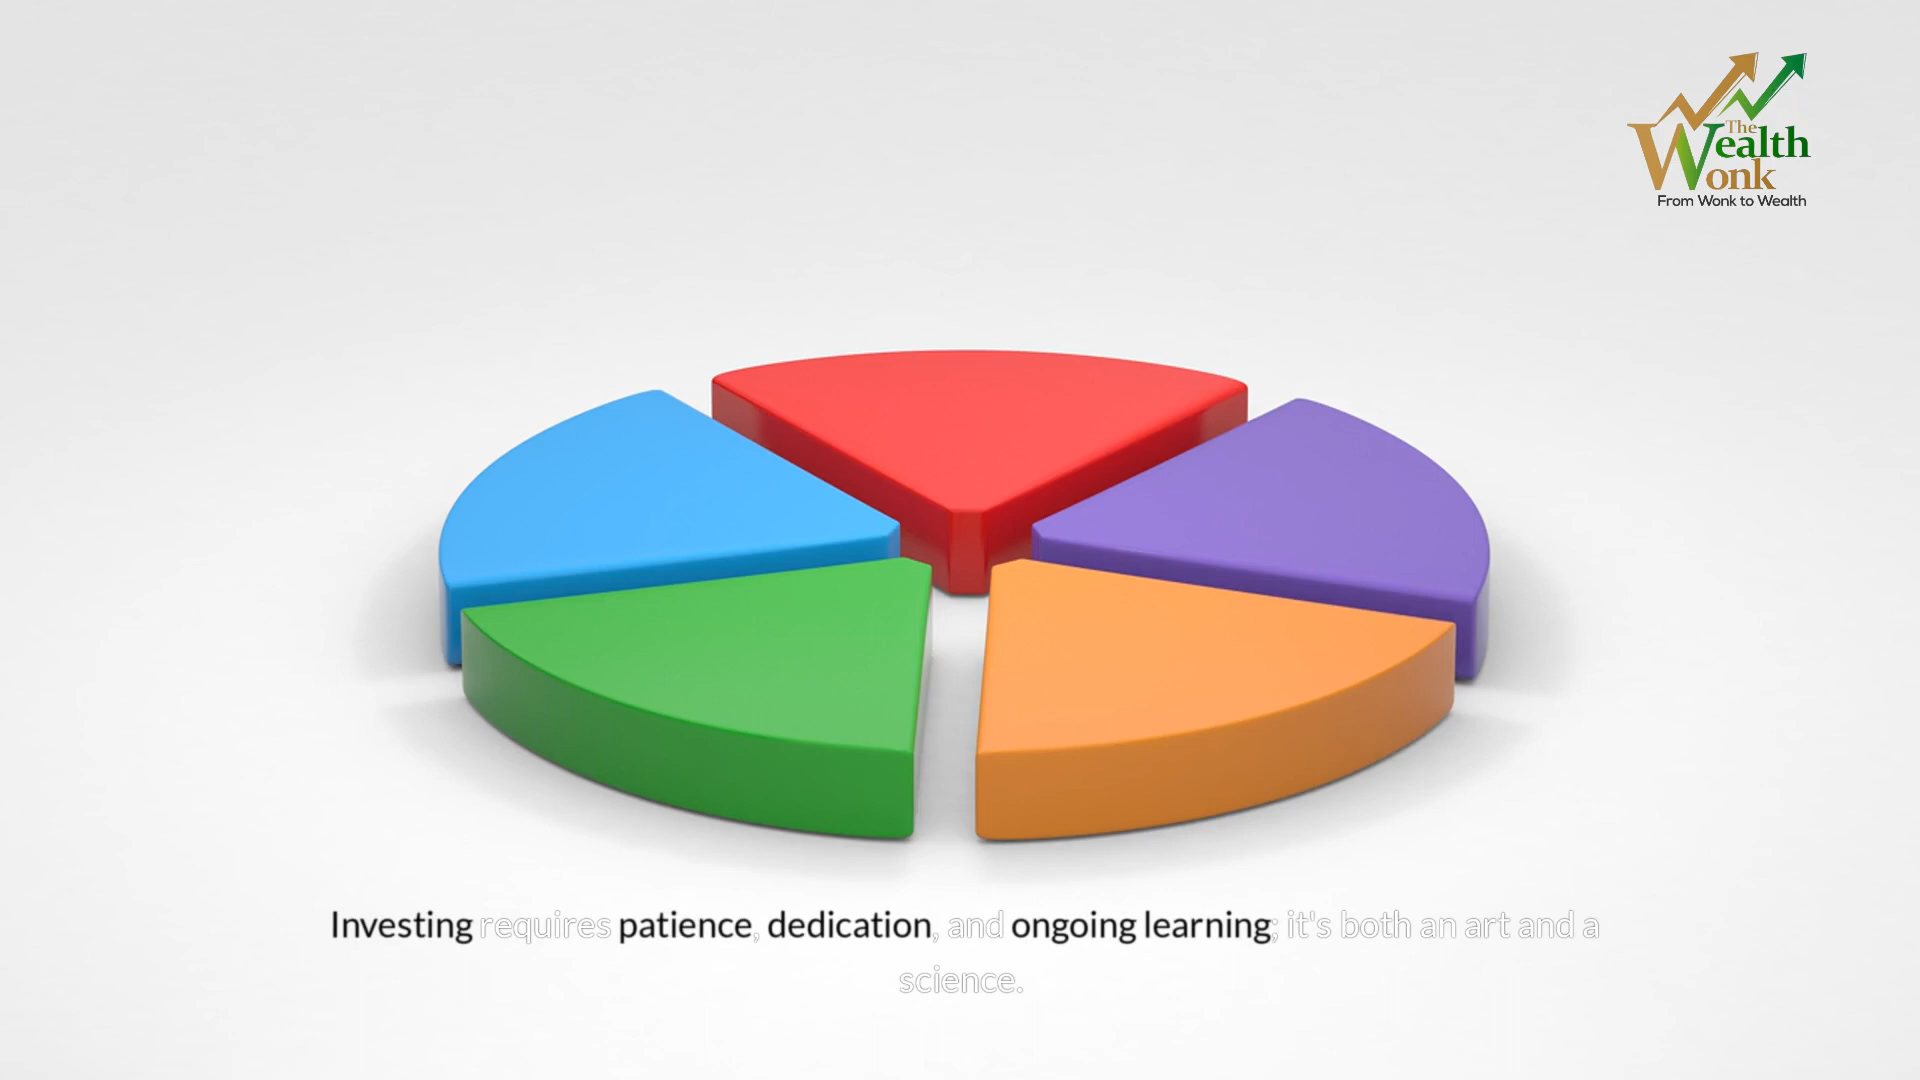 The
Wealth
Wonk
From Wonk to Wealth
Investing requires patience, dedication, and ongoing learning; it's both an art and a
science.